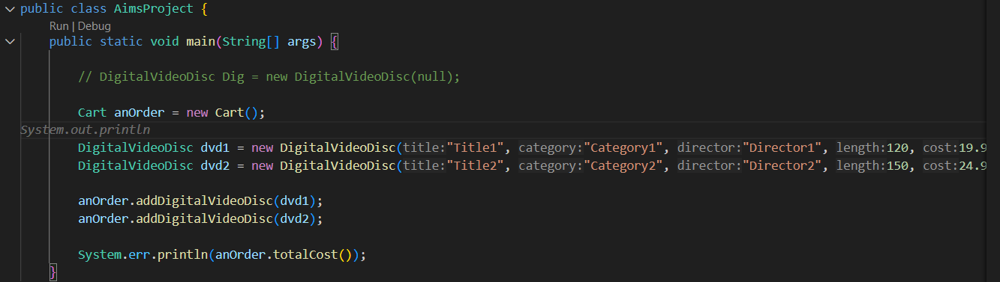 public class AimsProject {
Run | Debug
public static void main(String[] args) {
// DigitalVideoDisc Dig = new DigitalVideoDisc(null);
Cart anOrder = new Cart();
System.out.println
DigitalVideoDisc dvd1 = new DigitalVideoDisc(title:"Title1", category:"Category1", director:"Director1", length:120, cost:19.9
DigitalVideoDisc dvd2 = new DigitalVideoDisc(title:"Title2", category:"Category2", director:"Director2", length:150, cost:24.9
anOrder.addDigitalVideoDisc(dvd1);
anOrder.addDigitalVideoDisc(dvd2);
System.err.println(anOrder.totalCost());
}